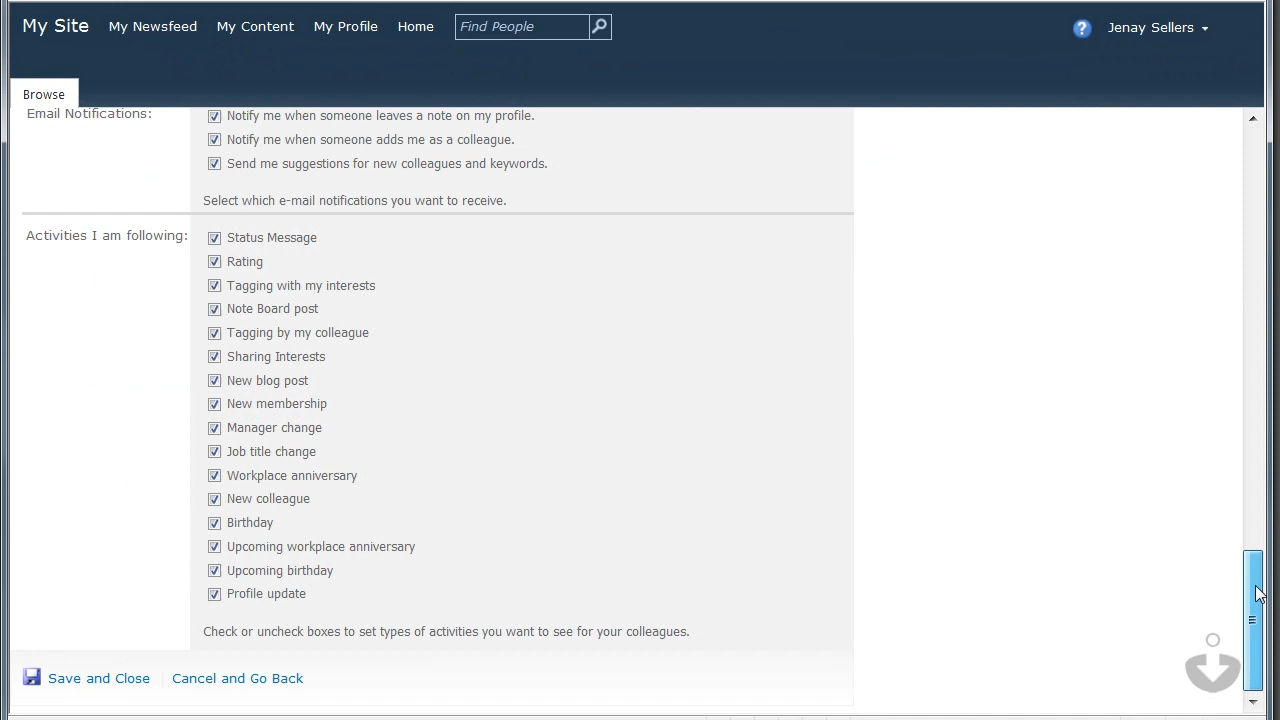 My Site My Newsfeed My Content My Profile Home Find People Jenay Sellers
Browse
Email Notifications:
Notify me when someone leaves a note on my profile.
Notify me when someone adds me as a colleague.
Send me suggestions for new colleagues and keywords.
Select which e-mail notifications you want to receive.
Activities I am following:
Status Message
Rating
Tagging with my interests
Note Board post
Tagging by my colleague
Sharing Interests
New blog post
New membership
Manager change
Job title change
Workplace anniversary
New colleague
Birthday
Upcoming workplace anniversary
Upcoming birthday
Profile update
Check or uncheck boxes to set types of activities you want to see for your colleagues.
Save and Close Cancel and Go Back